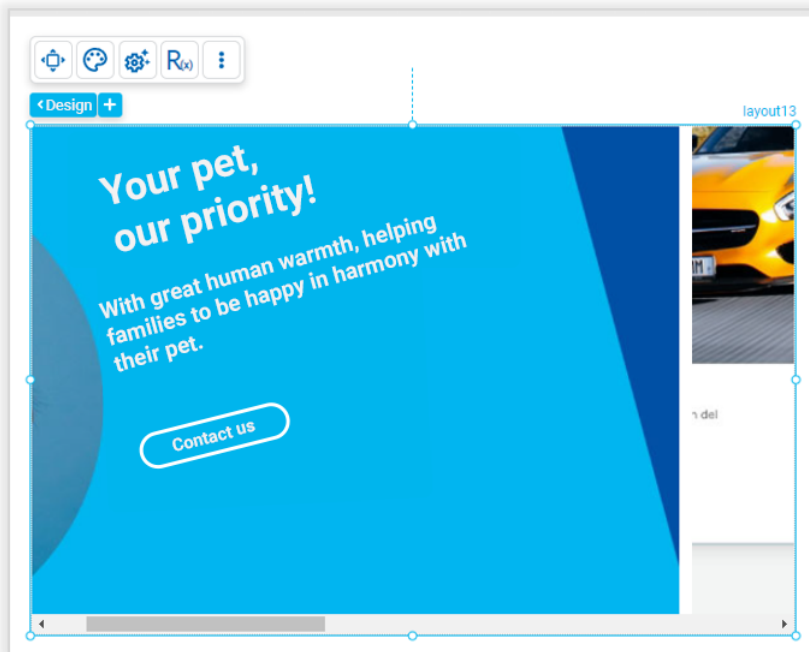 R(x)
Design
layout13
Your pet,
our priority!
With great human warmth, helping
families to be happy in harmony with
their pet.
Contact us
del